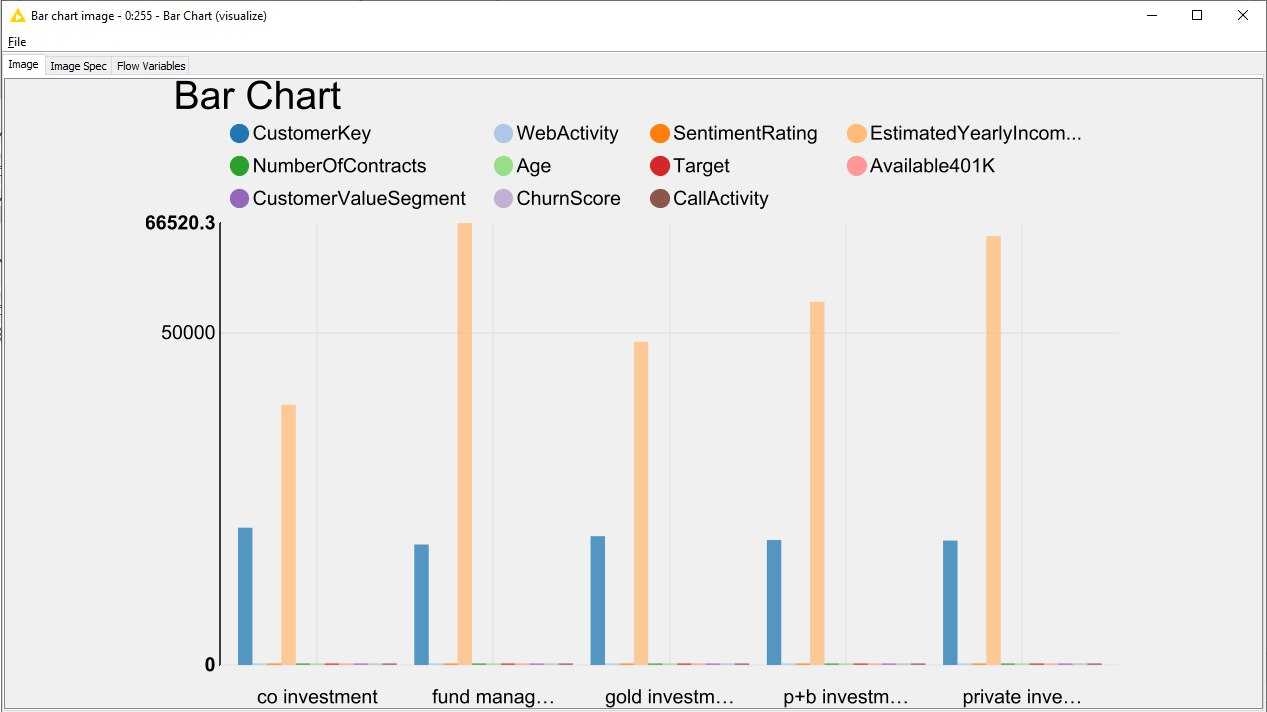 Bar chart image - 0:255 - Bar Chart (visualize)
File
Image Image Spec Flow Variables
Bar Chart
CustomerKey WebActivity SentimentRating EstimatedYearlyIncom...
NumberOfContracts Age Target Available401K
CustomerValueSegment ChurnScore CallActivity
66520.3
50000
0
co investment fund manag... gold investm... p+b investm... private inve...